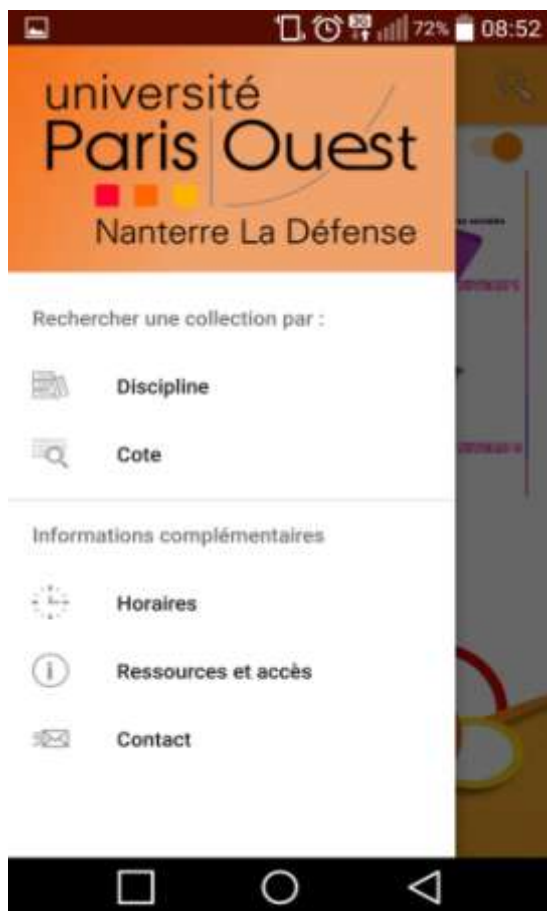 3G
72%
08:52
université
Paris Ouest
Nanterre La Défense
Rechercher une collection par :
Discipline
Cote
Informations complémentaires
Horaires
Ressources et accès
Contact